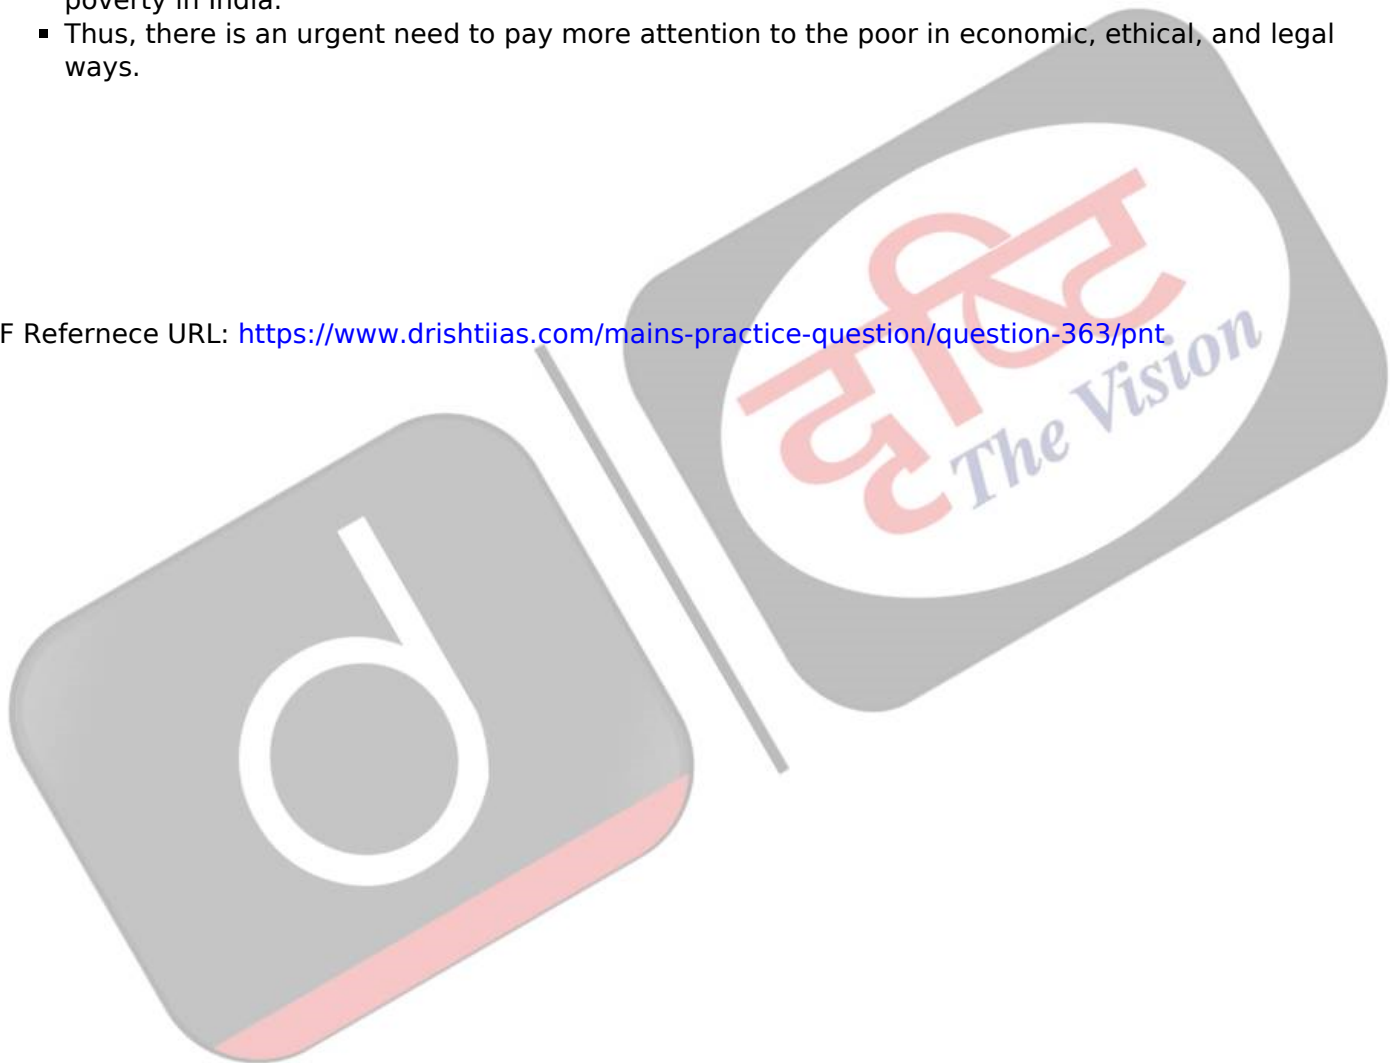 poverty in India.
▪ Thus, there is an urgent need to pay more attention to the poor in economic, ethical, and legal
ways.
F Refernece URL: https://www.drishtiias.com/mains-practice-question/question-363/pnt
दृष्टि
The Vision
d